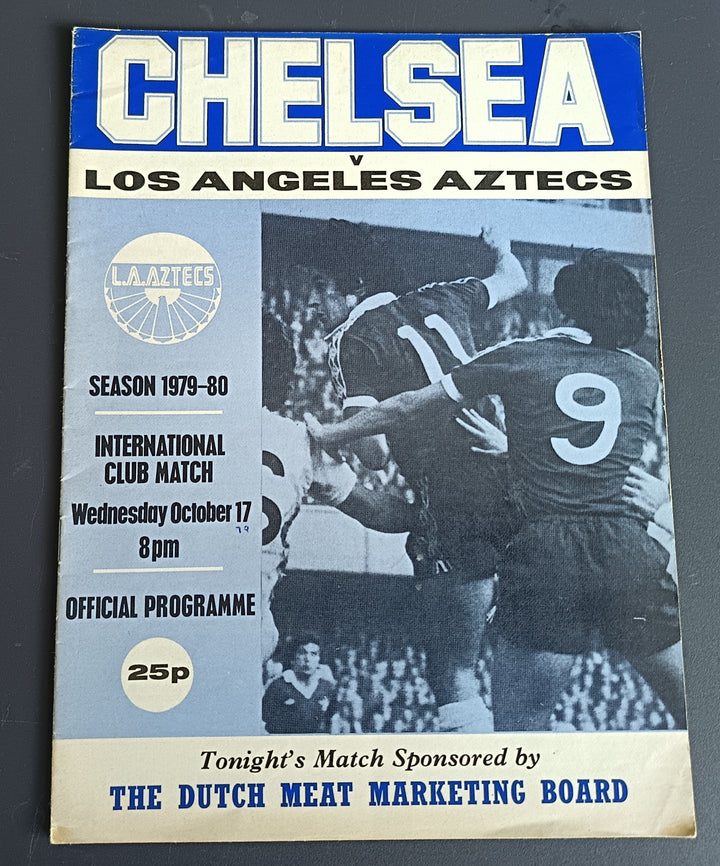 CHELSEA
v
LOS ANGELES AZTECS
L.A.AZTECS
SEASON 1979-80
INTERNATIONAL
CLUB MATCH
Wednesday October 17
79
8pm
OFFICIAL PROGRAMME
25p
11
9
6
Tonight's Match Sponsored by
THE DUTCH MEAT MARKETING BOARD